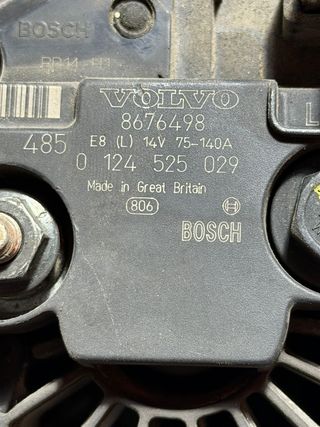 BOSCH
VOLVO
8676498
485
E8 (L) 14V 75-140A
0 124 525 029
Made in Great Britain
806
BOSCH
L